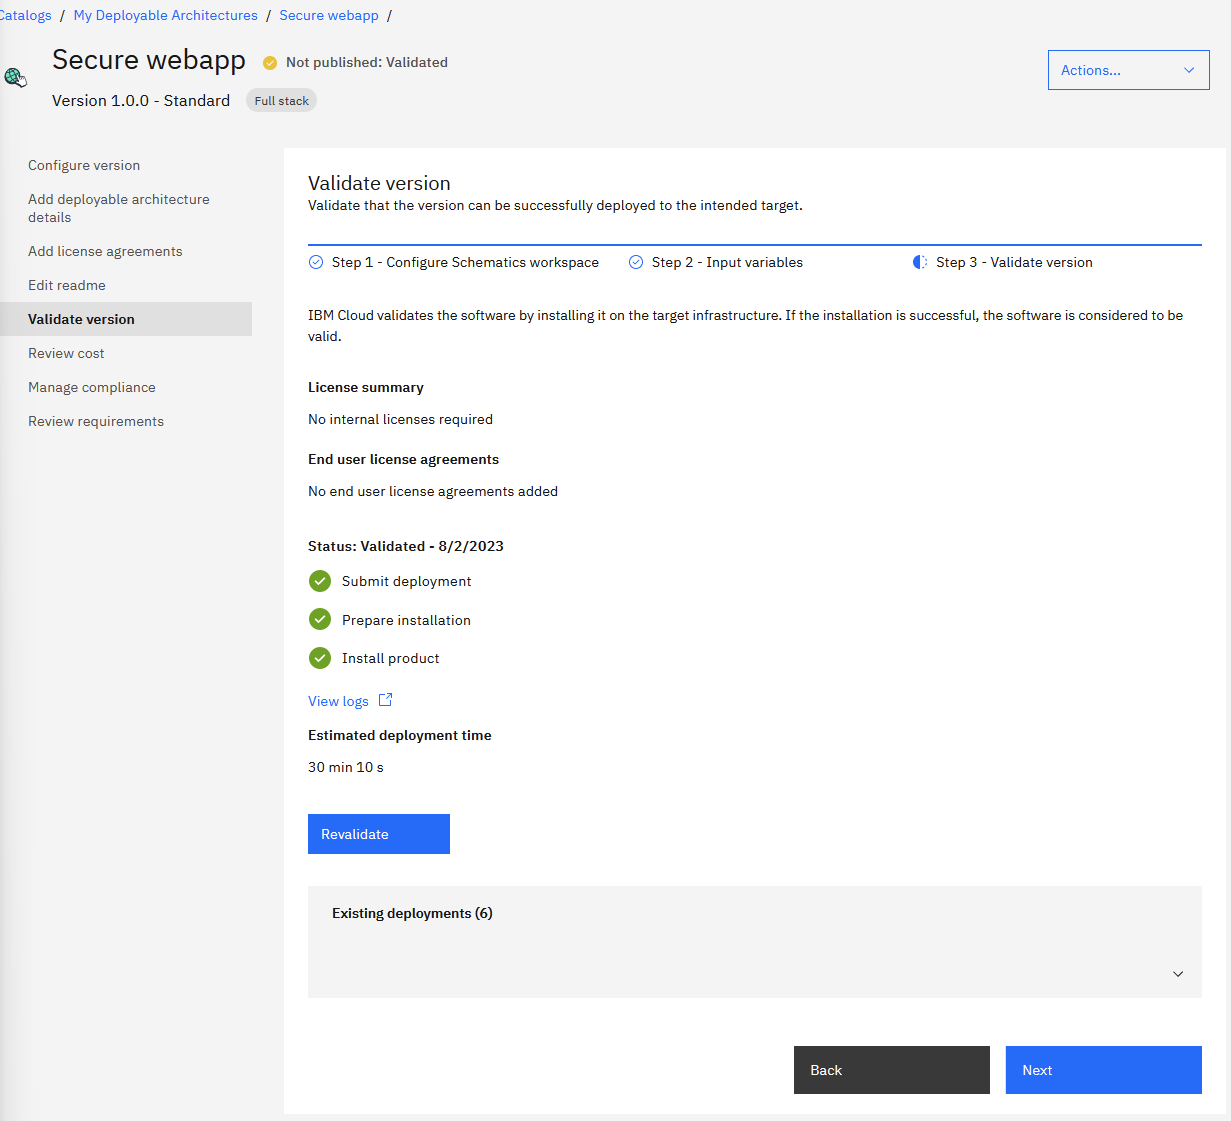 Catalogs / My Deployable Architectures / Secure webapp /
Secure webapp Not published: Validated
Actions...
Version 1.0.0 - Standard Full stack
Configure version
Add deployable architecture
details
Add license agreements
Edit readme
Validate version
Review cost
Manage compliance
Review requirements
Validate version
Validate that the version can be successfully deployed to the intended target.
Step 1 - Configure Schematics workspace Step 2 - Input variables Step 3 - Validate version
IBM Cloud validates the software by installing it on the target infrastructure. If the installation is successful, the software is considered to be
valid.
License summary
No internal licenses required
End user license agreements
No end user license agreements added
Status: Validated - 8/2/2023
Submit deployment
Prepare installation
Install product
View logs
Estimated deployment time
30 min 10 s
Revalidate
Existing deployments (6)
Back Next